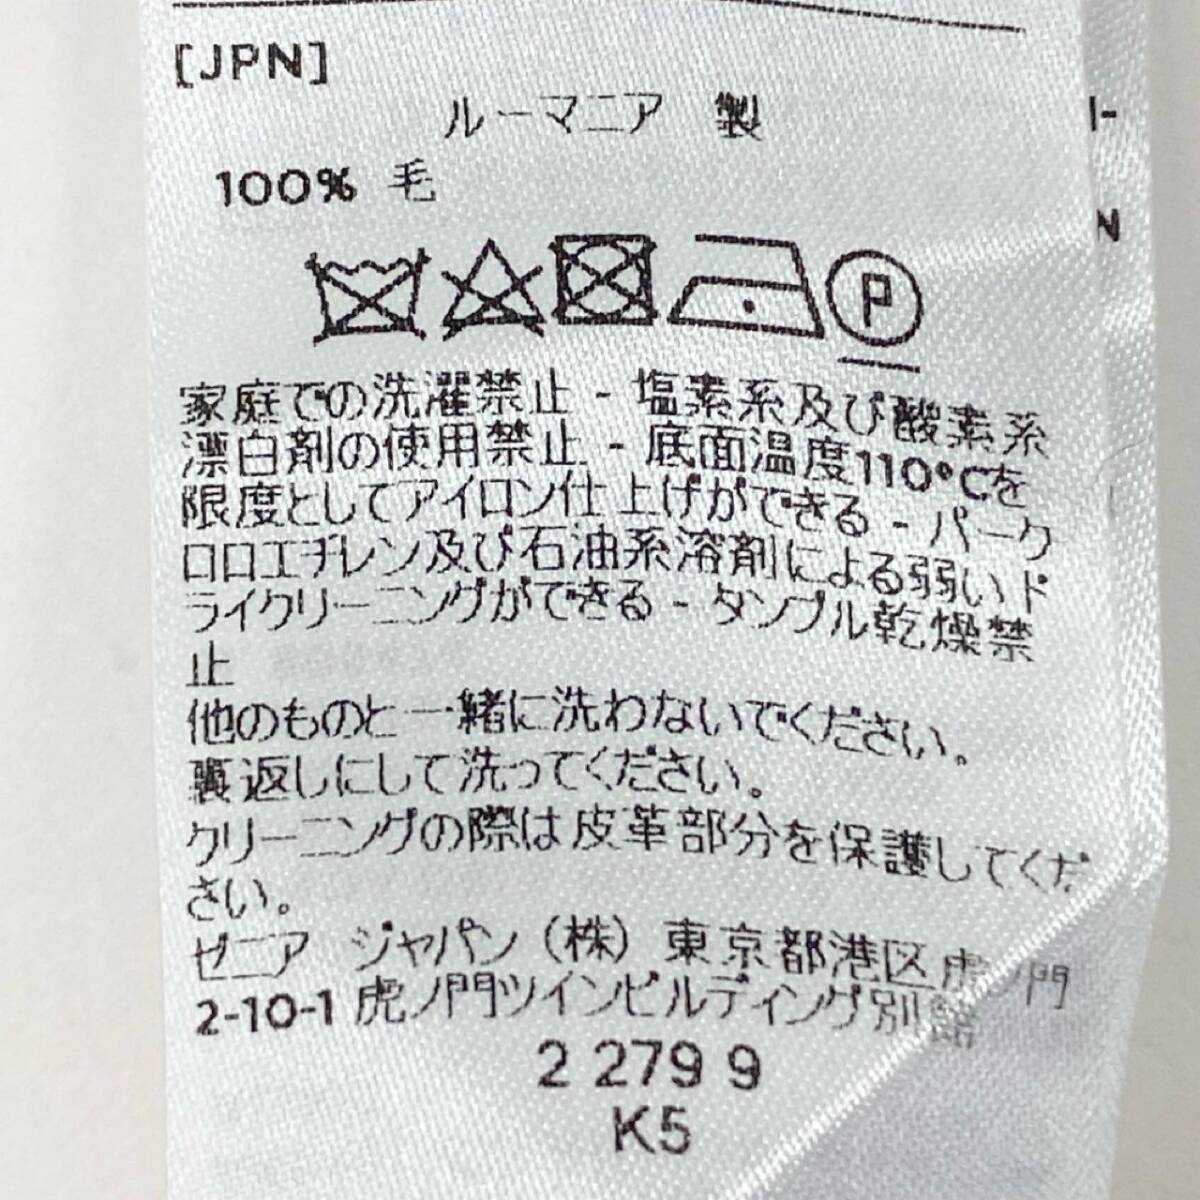 [JPN]
ルーマニア 製
100% 毛
P
家庭での洗濯禁止 - 塩素系及び酸素系
漂白剤の使用禁止 - 底面温度110°Cを
限度としてアイロン仕上げができる - パーク
ロロエチレン及び石油系溶剤による弱いド
ライクリーニングができる - タンブル乾燥禁
止
他のものと一緒に洗わないでください。
裏返しにして洗ってください。
クリーニングの際は皮革部分を保護してくだ
さい。
ゼニア ジャパン (株) 東京都港区虎ノ門
2-10-1 虎ノ門ツインビルディング別館
2 279 9
K5